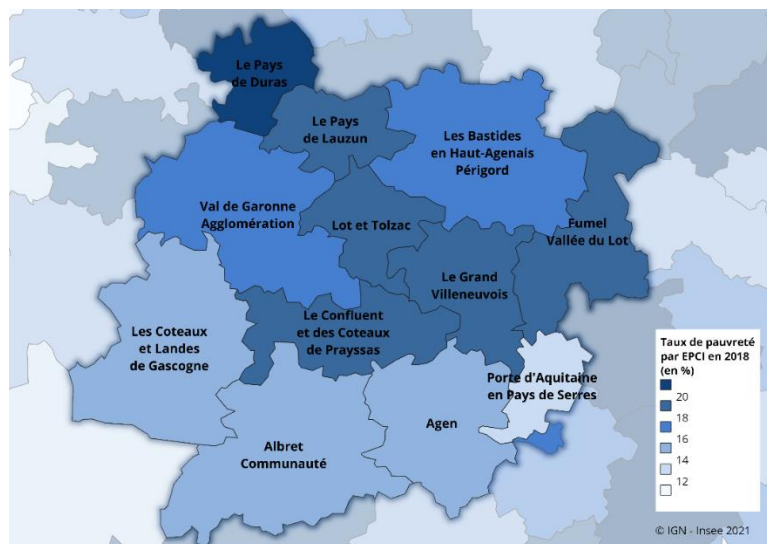 Le Pays
de Duras
Le Pays
de Lauzun
Les Bastides
en Haut-Agenais
Périgord
Val de Garonne
Agglomération
Lot et Tolzac
Fumel
Vallée du Lot
Le Grand
Villeneuvois
Le Confluent
et des Coteaux
de Prayssas
Les Coteaux
et Landes
de Gascogne
Porte d'Aquitaine
en Pays de Serres
Agen
Albret
Communauté
Taux de pauvreté
par EPCI en 2018
(en %)
20
18
16
14
12
© IGN - Insee 2021